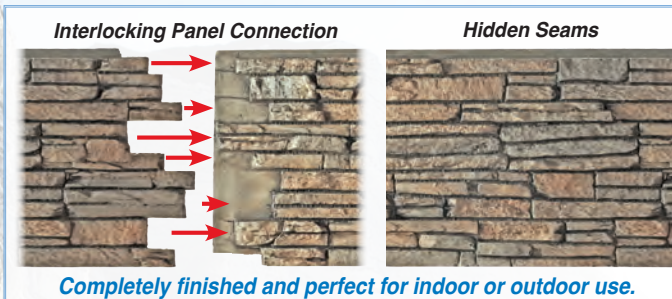 Interlocking Panel Connection
Hidden Seams
Completely finished and perfect for indoor or outdoor use.